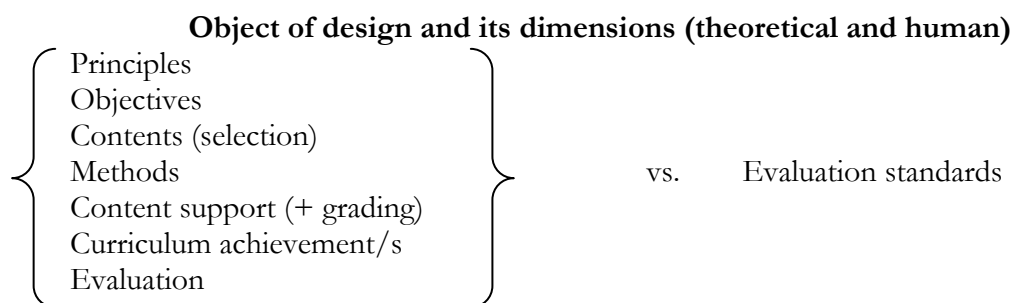 Object of design and its dimensions (theoretical and human)
Principles
Objectives
Contents (selection)
Methods vs. Evaluation standards
Content support (+ grading)
Curriculum achievement/s
Evaluation